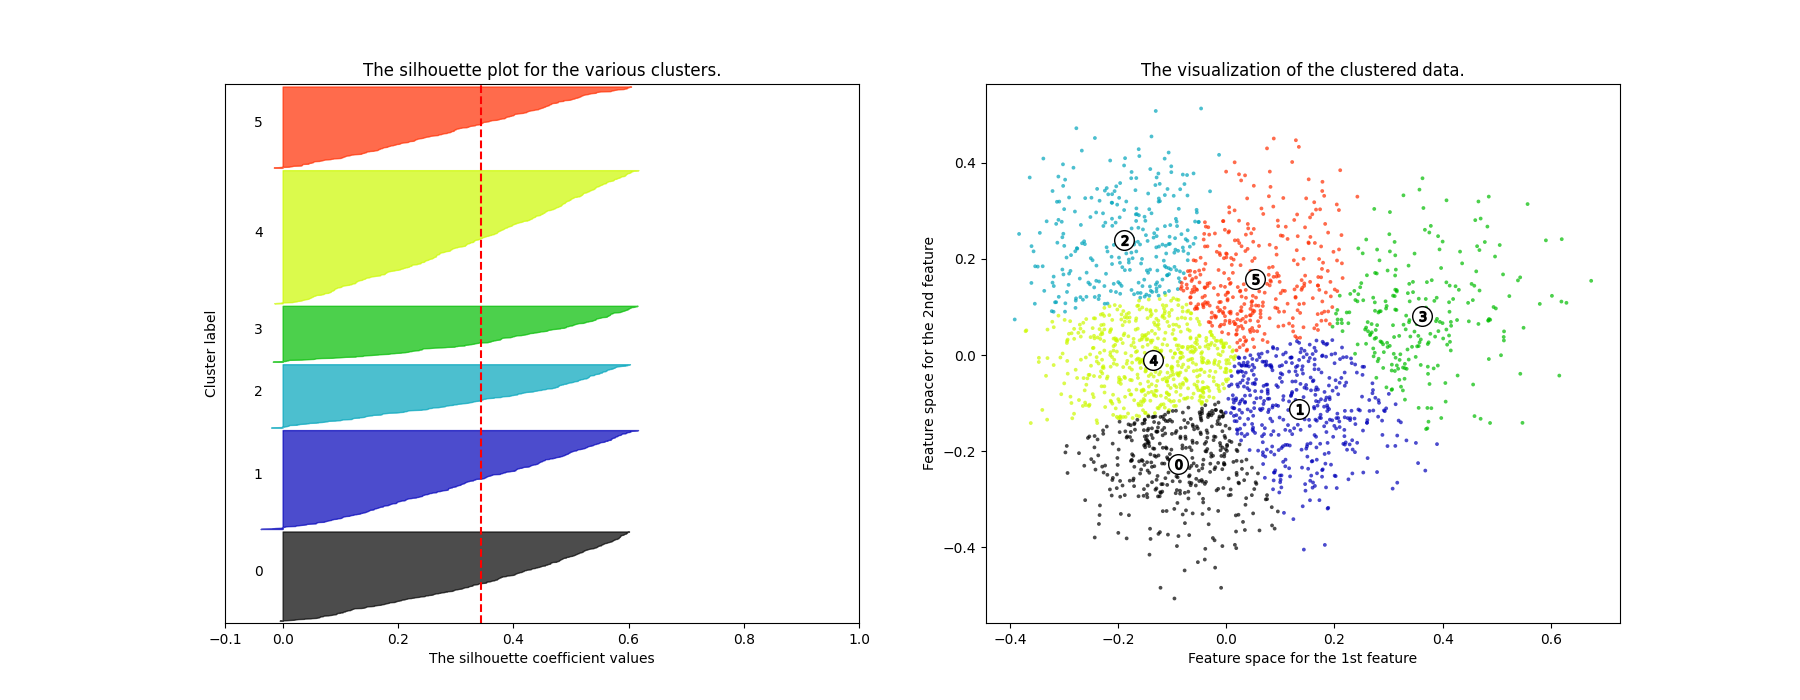 The silhouette plot for the various clusters.
Cluster label
5
4
3
2
1
0
−0.1 0.0 0.2 0.4 0.6 0.8 1.0
The silhouette coefficient values
The visualization of the clustered data.
Feature space for the 2nd feature
0.4
0.2
0.0
−0.2
−0.4
2
5
3
4
1
0
−0.4 −0.2 0.0 0.2 0.4 0.6
Feature space for the 1st feature